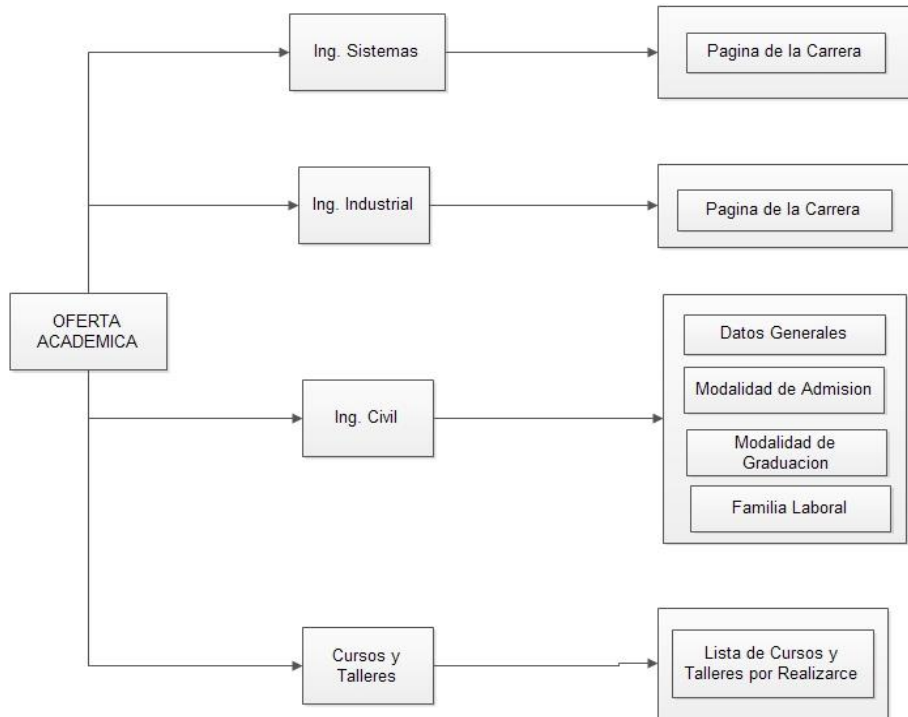 Ing. Sistemas
Pagina de la Carrera
Ing. Industrial
Pagina de la Carrera
OFERTA
ACADEMICA
Datos Generales
Modalidad de Admision
Ing. Civil
Modalidad de
Graduacion
Familia Laboral
Cursos y
Talleres
Lista de Cursos y
Talleres por Realizarce